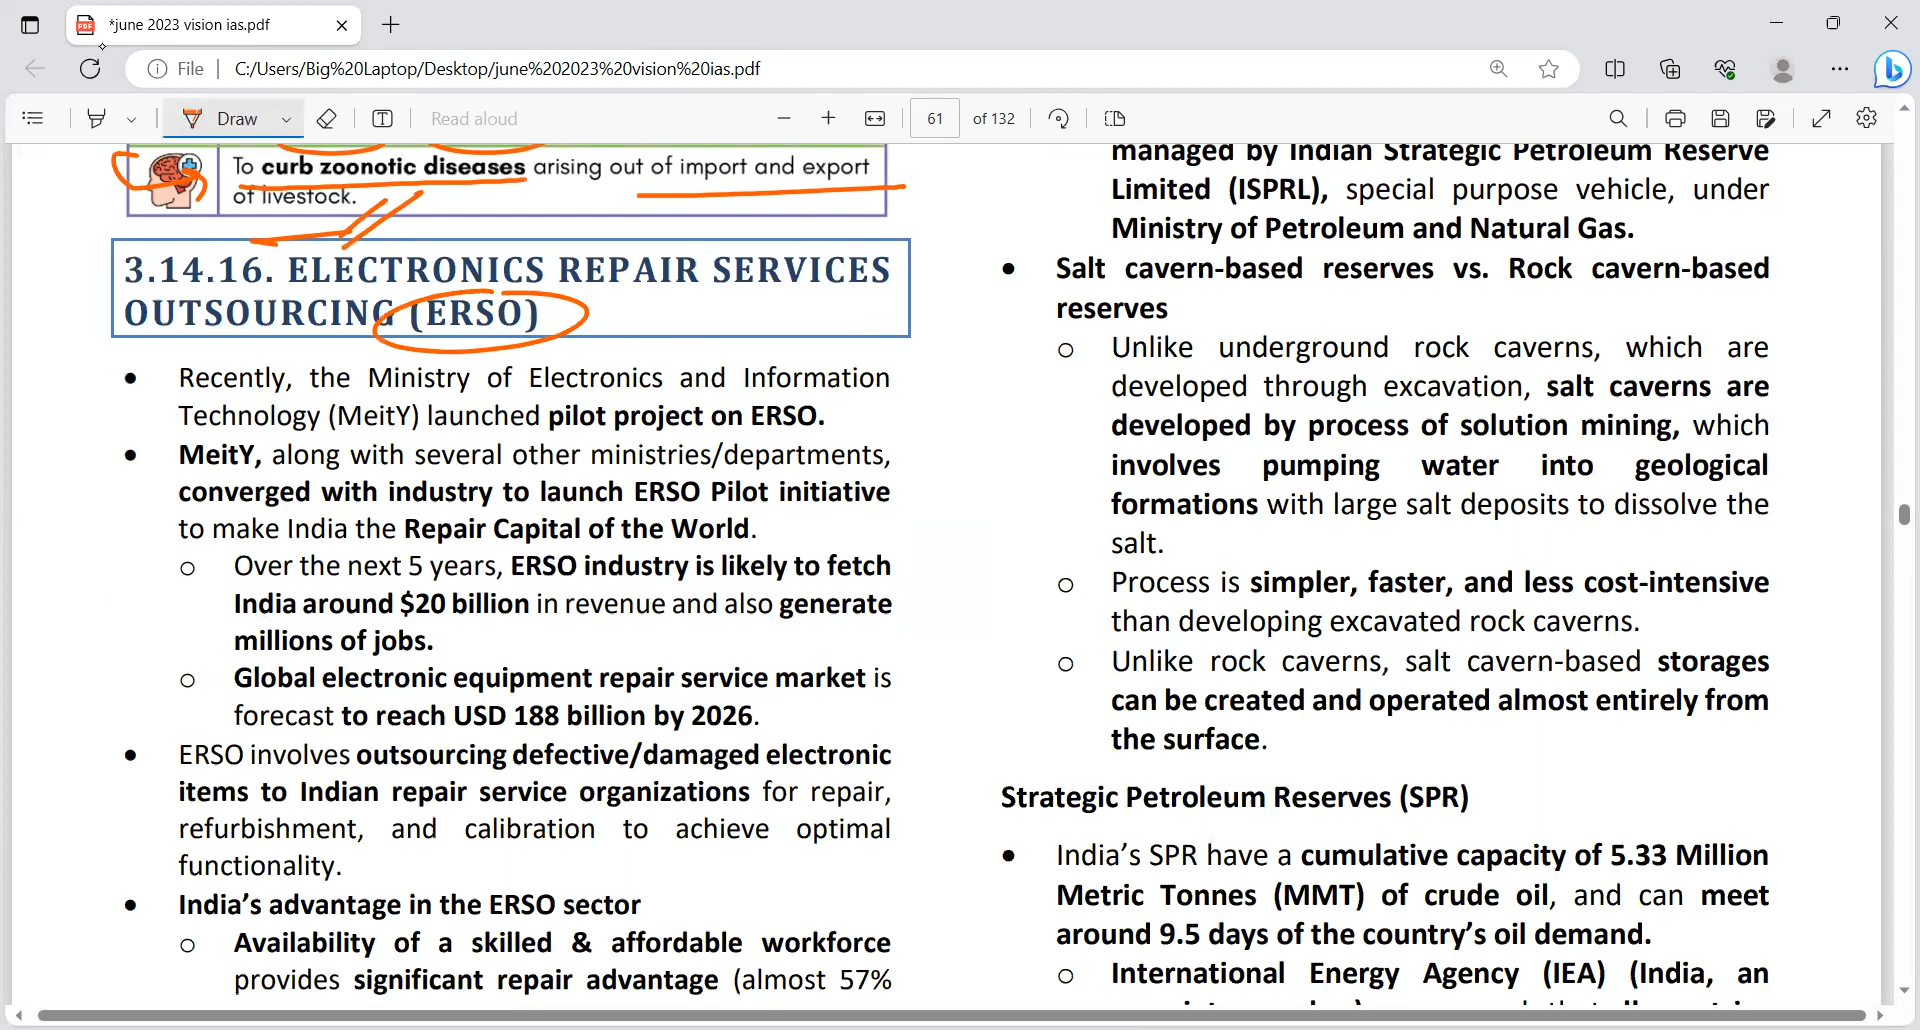 *june 2023 vision ias.pdf
File
C:/Users/Big%20Laptop/Desktop/june%202023%20vision%20ias.pdf
Draw
Read aloud
61
of 132
To curb zoonotic diseases arising out of import and export
of livestock.
3.14.16. ELECTRONICS REPAIR SERVICES
OUTSOURCING (ERSO)
• Recently, the Ministry of Electronics and Information
Technology (MeitY) launched pilot project on ERSO.
• MeitY, along with several other ministries/departments,
converged with industry to launch ERSO Pilot initiative
to make India the Repair Capital of the World.
o Over the next 5 years, ERSO industry is likely to fetch
India around $20 billion in revenue and also generate
millions of jobs.
o Global electronic equipment repair service market is
forecast to reach USD 188 billion by 2026.
• ERSO involves outsourcing defective/damaged electronic
items to Indian repair service organizations for repair,
refurbishment, and calibration to achieve optimal
functionality.
• India’s advantage in the ERSO sector
o Availability of a skilled & affordable workforce
provides significant repair advantage (almost 57%
managed by Indian Strategic Petroleum Reserve
Limited (ISPRL), special purpose vehicle, under
Ministry of Petroleum and Natural Gas.
• Salt cavern-based reserves vs. Rock cavern-based
reserves
o Unlike underground rock caverns, which are
developed through excavation, salt caverns are
developed by process of solution mining, which
involves pumping water into geological
formations with large salt deposits to dissolve the
salt.
o Process is simpler, faster, and less cost-intensive
than developing excavated rock caverns.
o Unlike rock caverns, salt cavern-based storages
can be created and operated almost entirely from
the surface.
Strategic Petroleum Reserves (SPR)
• India’s SPR have a cumulative capacity of 5.33 Million
Metric Tonnes (MMT) of crude oil, and can meet
around 9.5 days of the country’s oil demand.
o International Energy Agency (IEA) (India, an